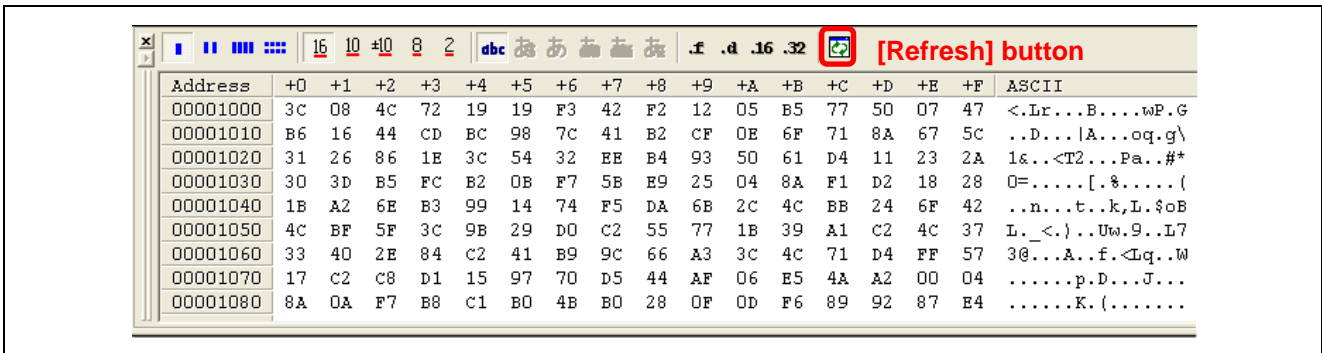 16 10 ±10 8 2 abc あ .f .d .16 .32 [Refresh] button
Address +0 +1 +2 +3 +4 +5 +6 +7 +8 +9 +A +B +C +D +E +F ASCII
00001000 3C 08 4C 72 19 19 F3 42 F2 12 05 B5 77 50 07 47 <.Lr...B....wP.G
00001010 B6 16 44 CD BC 98 7C 41 B2 CF 0E 6F 71 8A 67 5C ..D...|A...oq.g\
00001020 31 26 86 1E 3C 54 32 EE B4 93 50 61 D4 11 23 2A 1&..<T2...Pa..#*
00001030 30 3D B5 FC B2 0B F7 5B E9 25 04 8A F1 D2 18 28 0=.....[.%.....(
00001040 1B A2 6E B3 99 14 74 F5 DA 6B 2C 4C BB 24 6F 42 ..n...t..k,L.$oB
00001050 4C BF 5F 3C 9B 29 D0 C2 55 77 1B 39 A1 C2 4C 37 L._<.)..Uw.9..L7
00001060 33 40 2E 84 C2 41 B9 9C 66 A3 3C 4C 71 D4 FF 57 3@...A..f.<Lq..W
00001070 17 C2 C8 D1 15 97 70 D5 44 AF 06 E5 4A A2 00 04 ......p.D...J...
00001080 8A 0A F7 B8 C1 B0 4B B0 28 0F 0D F6 89 92 87 E4 ......K.(.......